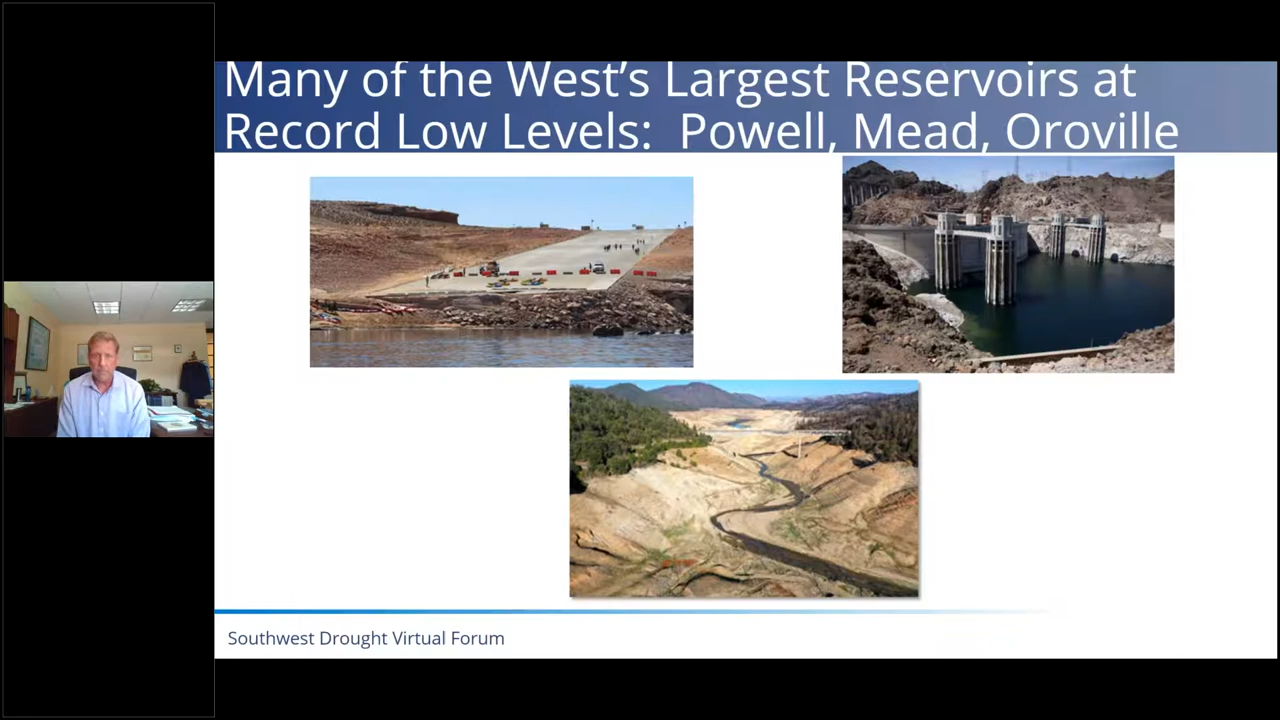 Many of the West’s Largest Reservoirs at
Record Low Levels: Powell, Mead, Oroville
Southwest Drought Virtual Forum